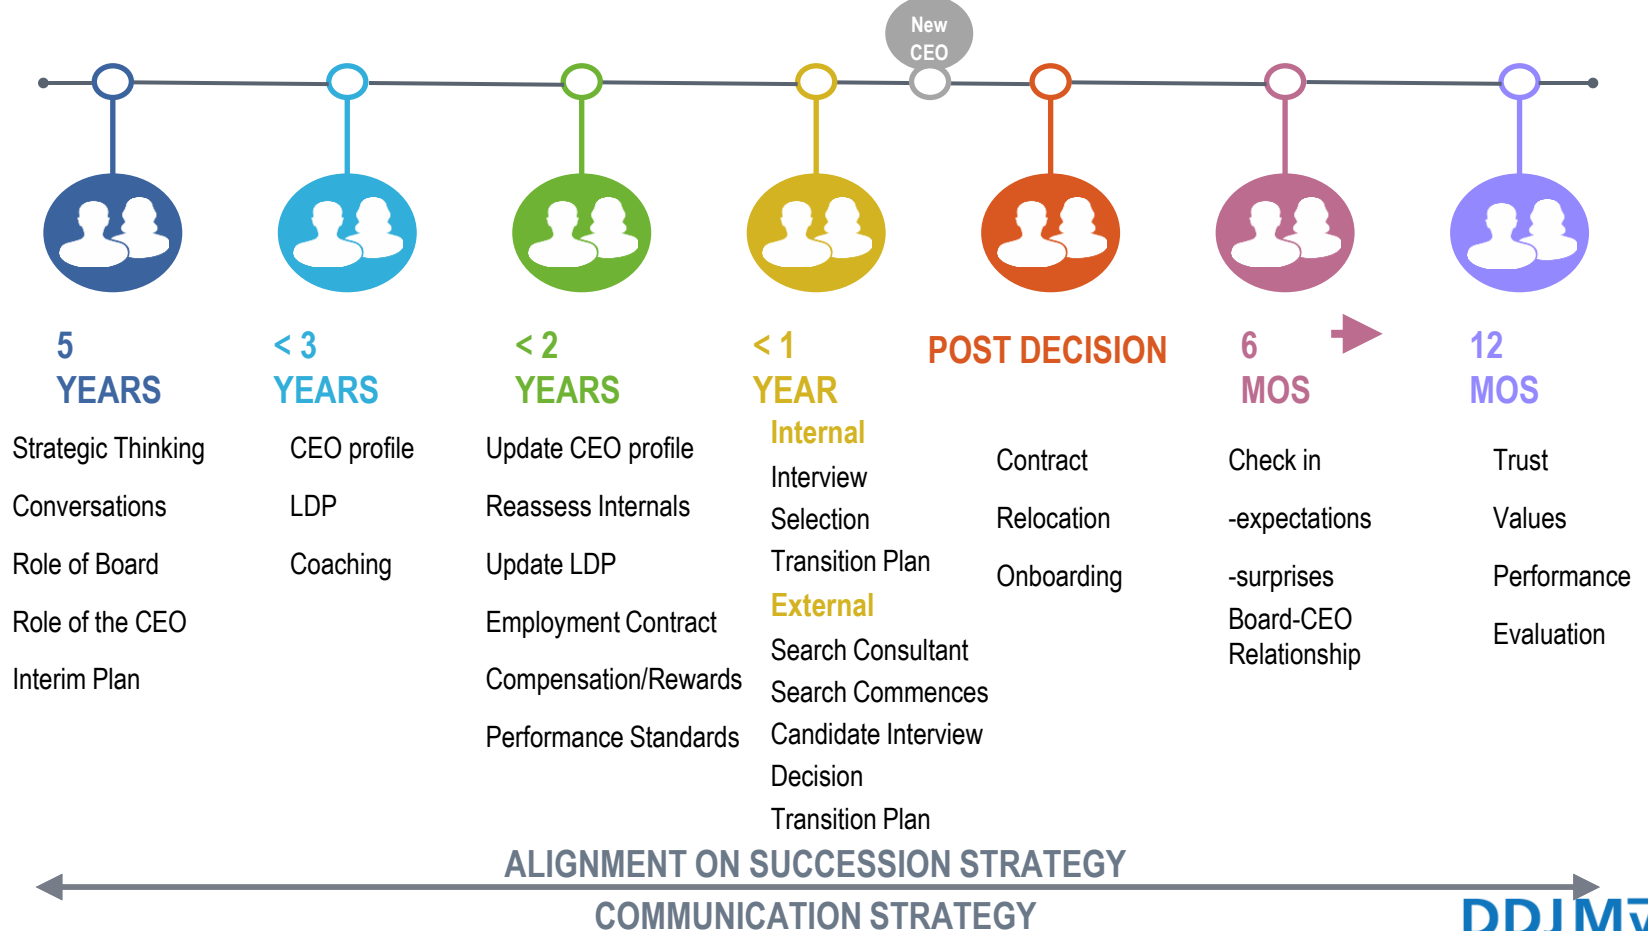 New
CEO
5
YEARS
< 3
YEARS
< 2
YEARS
< 1
YEAR
POST DECISION
6
MOS
12
MOS
Strategic Thinking
Conversations
Role of Board
Role of the CEO
Interim Plan
CEO profile
LDP
Coaching
Update CEO profile
Reassess Internals
Update LDP
Employment Contract
Compensation/Rewards
Performance Standards
Internal
Interview
Selection
Transition Plan
External
Search Consultant
Search Commences
Candidate Interview
Decision
Transition Plan
Contract
Relocation
Onboarding
Check in
-expectations
-surprises
Board-CEO
Relationship
Trust
Values
Performance
Evaluation
ALIGNMENT ON SUCCESSION STRATEGY
COMMUNICATION STRATEGY